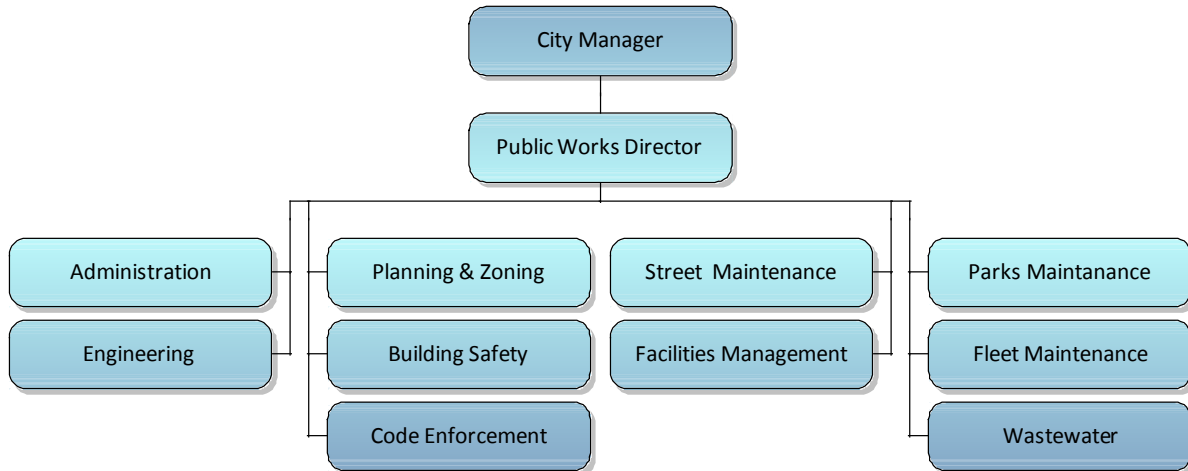 City Manager
Public Works Director
Administration
Planning & Zoning
Street Maintenance
Parks Maintanance
Engineering
Building Safety
Facilities Management
Fleet Maintenance
Code Enforcement
Wastewater